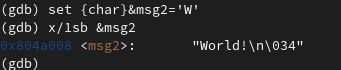 (gdb) set {char}&msg2='W'
(gdb) x/1sb &msg2
0x804a008 <msg2>: "World!\n\034"
(gdb)